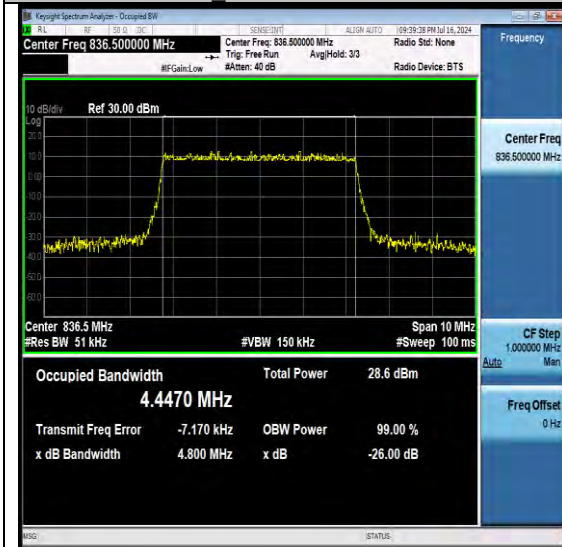 Keysight Spectrum Analyzer - Occupied BW
RL RF 50 Ω DC SENSE:INT ALIGN AUTO 09:39:38 PM Jul 16, 2024
Center Freq 836.500000 MHz
Center Freq: 836.500000 MHz
Radio Std: None
Trig: Free Run Avg|Hold: 3/3
#IFGain:Low
#Atten: 40 dB
Radio Device: BTS
10 dB/div Ref 30.00 dBm
Log
20.0
10.0
0.00
-10.0
-20.0
-30.0
-40.0
-50.0
-60.0
Center 836.5 MHz
Span 10 MHz
#Res BW 51 kHz
#VBW 150 kHz
#Sweep 100 ms
Occupied Bandwidth
4.4470 MHz
Total Power 28.6 dBm
Transmit Freq Error -7.170 kHz
OBW Power 99.00 %
x dB Bandwidth 4.800 MHz
x dB -26.00 dB
MSG
STATUS
Frequency
Center Freq
836.500000 MHz
CF Step
1.000000 MHz
Auto Man
Freq Offset
0 Hz